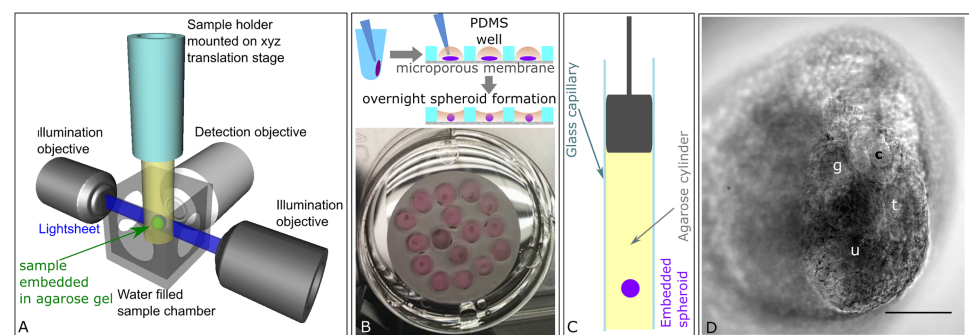 Sample holder
mounted on xyz
translation stage
Illumination
objective
Detection objective
Illumination
objective
Lightsheet
sample
embedded
in agarose gel
Water filled
sample chamber
A
PDMS
well
microporous membrane
overnight spheroid formation
B
Glass capillary
Agarose cylinder
Embedded
spheroid
C
c
g
t
u
D